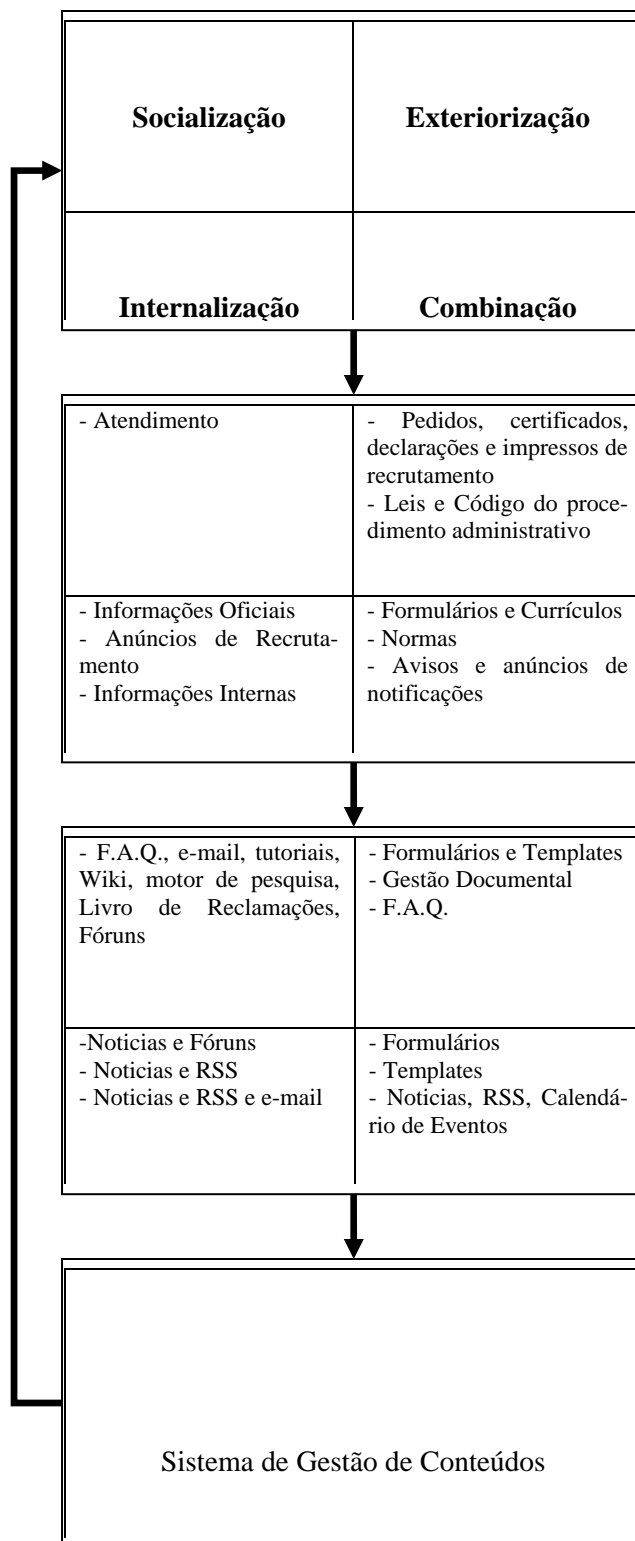 Socialização
Exteriorização
Internalização
Combinação
- Atendimento
- Pedidos, certificados,
declarações e impressos de
recrutamento
- Leis e Código do proce-
dimento administrativo
- Informações Oficiais
- Anúncios de Recruta-
mento
- Informações Internas
- Formulários e Currículos
- Normas
- Avisos e anúncios de
notificações
- F.A.Q., e-mail, tutoriais,
Wiki, motor de pesquisa,
Livro de Reclamações,
Fóruns
- Formulários e Templates
- Gestão Documental
- F.A.Q.
-Noticias e Fóruns
- Noticias e RSS
- Noticias e RSS e e-mail
- Formulários
- Templates
- Noticias, RSS, Calendá-
rio de Eventos
Sistema de Gestão de Conteúdos